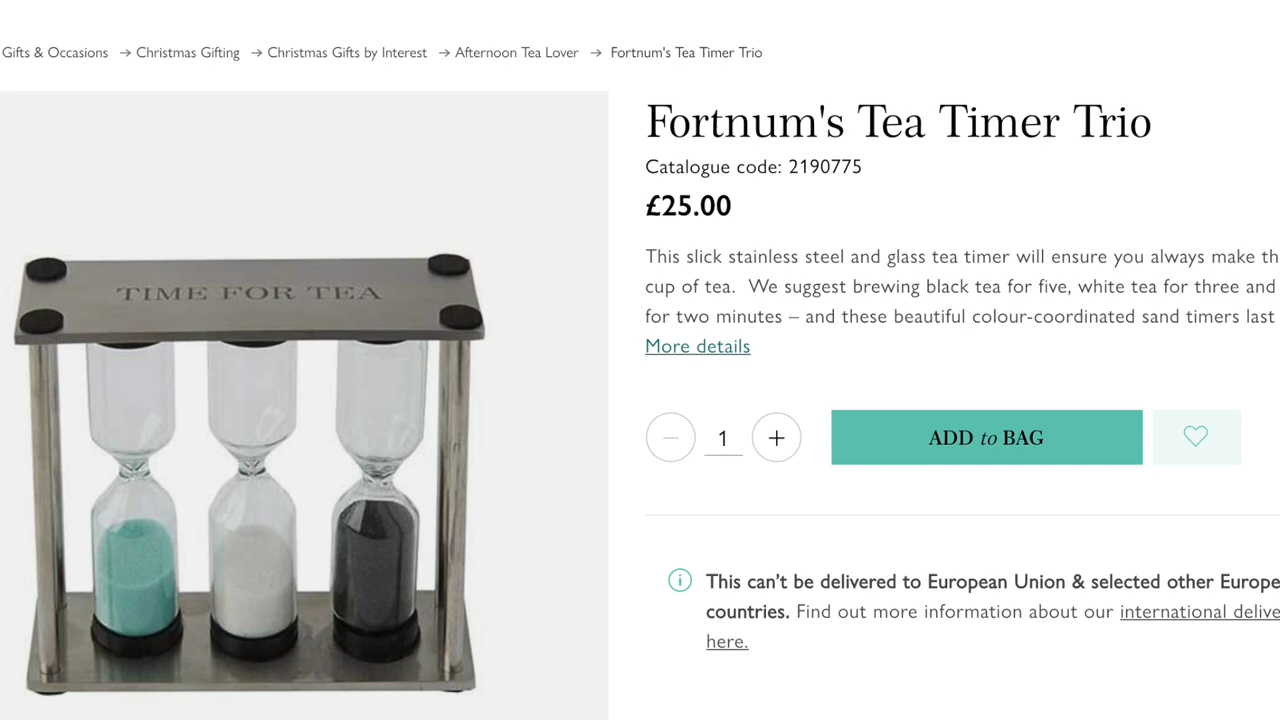 Gifts & Occasions → Christmas Gifting → Christmas Gifts by Interest → Afternoon Tea Lover → Fortnum's Tea Timer Trio
Fortnum's Tea Timer Trio
Catalogue code: 2190775
£25.00
This slick stainless steel and glass tea timer will ensure you always make th
cup of tea. We suggest brewing black tea for five, white tea for three and
for two minutes – and these beautiful colour-coordinated sand timers last
More details
1
ADD to BAG
This can't be delivered to European Union & selected other Europe
countries. Find out more information about our international delive
here.
TIME FOR TEA